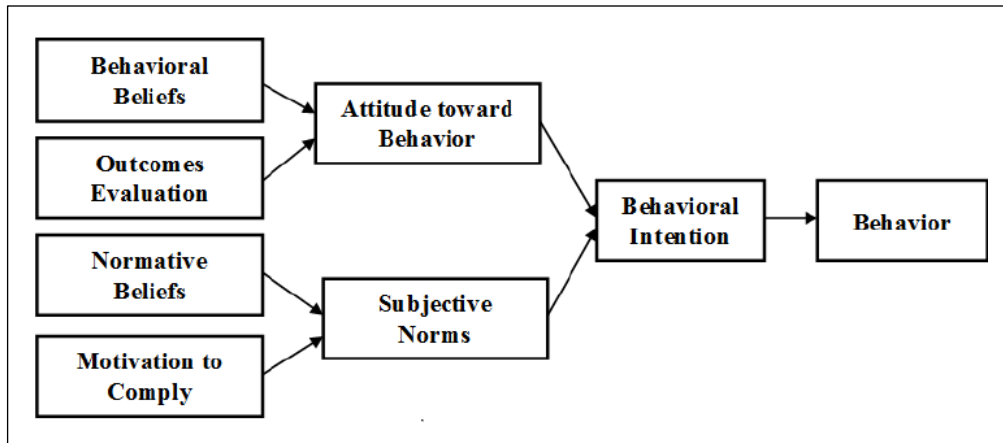 Behavioral
Beliefs
Outcomes
Evaluation
Normative
Beliefs
Motivation to
Comply
Attitude toward
Behavior
Subjective
Norms
Behavioral
Intention
Behavior